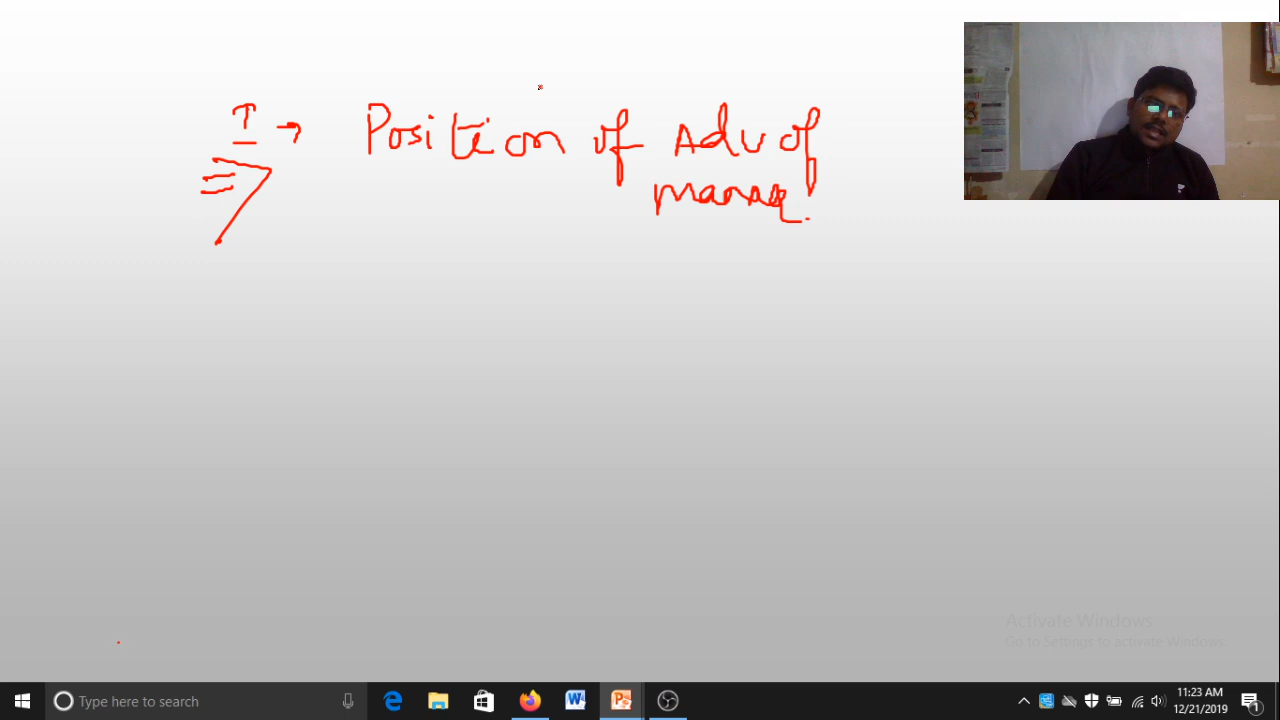 I → Position of Adv of
manag.
Activate Windows
Go to Settings to activate Windows.
Type here to search
11:23 AM
12/21/2019